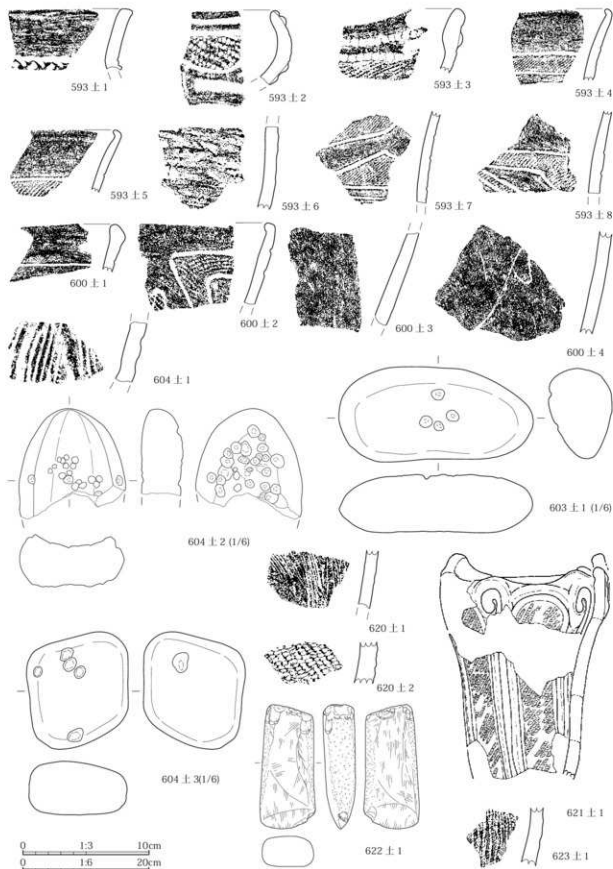 593 土 1
593 土 2
593 土 3
593 土 4
593 土 5
593 土 6
593 土 7
593 土 8
600 土 1
600 土 2
600 土 3
600 土 4
604 土 1
604 土 2 (1/6)
603 土 1 (1/6)
620 土 1
620 土 2
604 土 3(1/6)
622 土 1
621 土 1
623 土 1
0 1:3 10cm
0 1:6 20cm